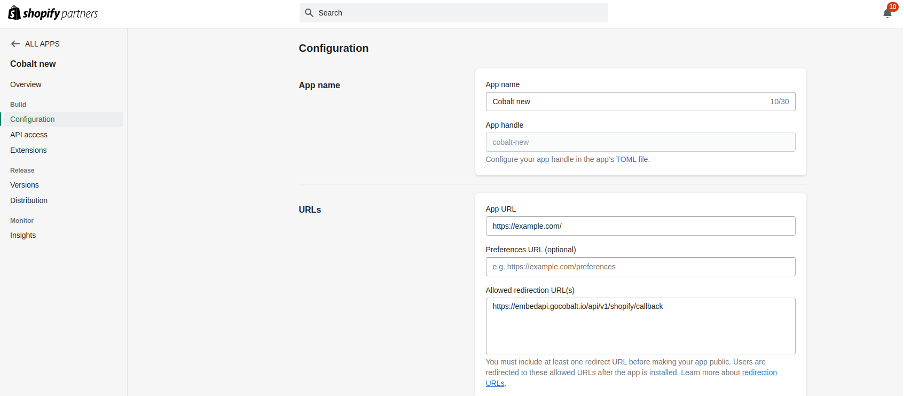 shopify partners
Search
10
ALL APPS
Cobalt new
Overview
Build
Configuration
API access
Extensions
Release
Versions
Distribution
Monitor
Insights
Configuration
App name
App name
Cobalt new 10/30
App handle
cobalt-new
Configure your app handle in the app's TOML file.
URLs
App URL
https://example.com/
Preferences URL (optional)
e.g. https://example.com/preferences
Allowed redirection URL(s)
https://embedapi.gocobalt.io/api/v1/shopify/callback
You must include at least one redirect URL before making your app public. Users are
redirected to these allowed URLs after the app is installed. Learn more about redirection
URLs.